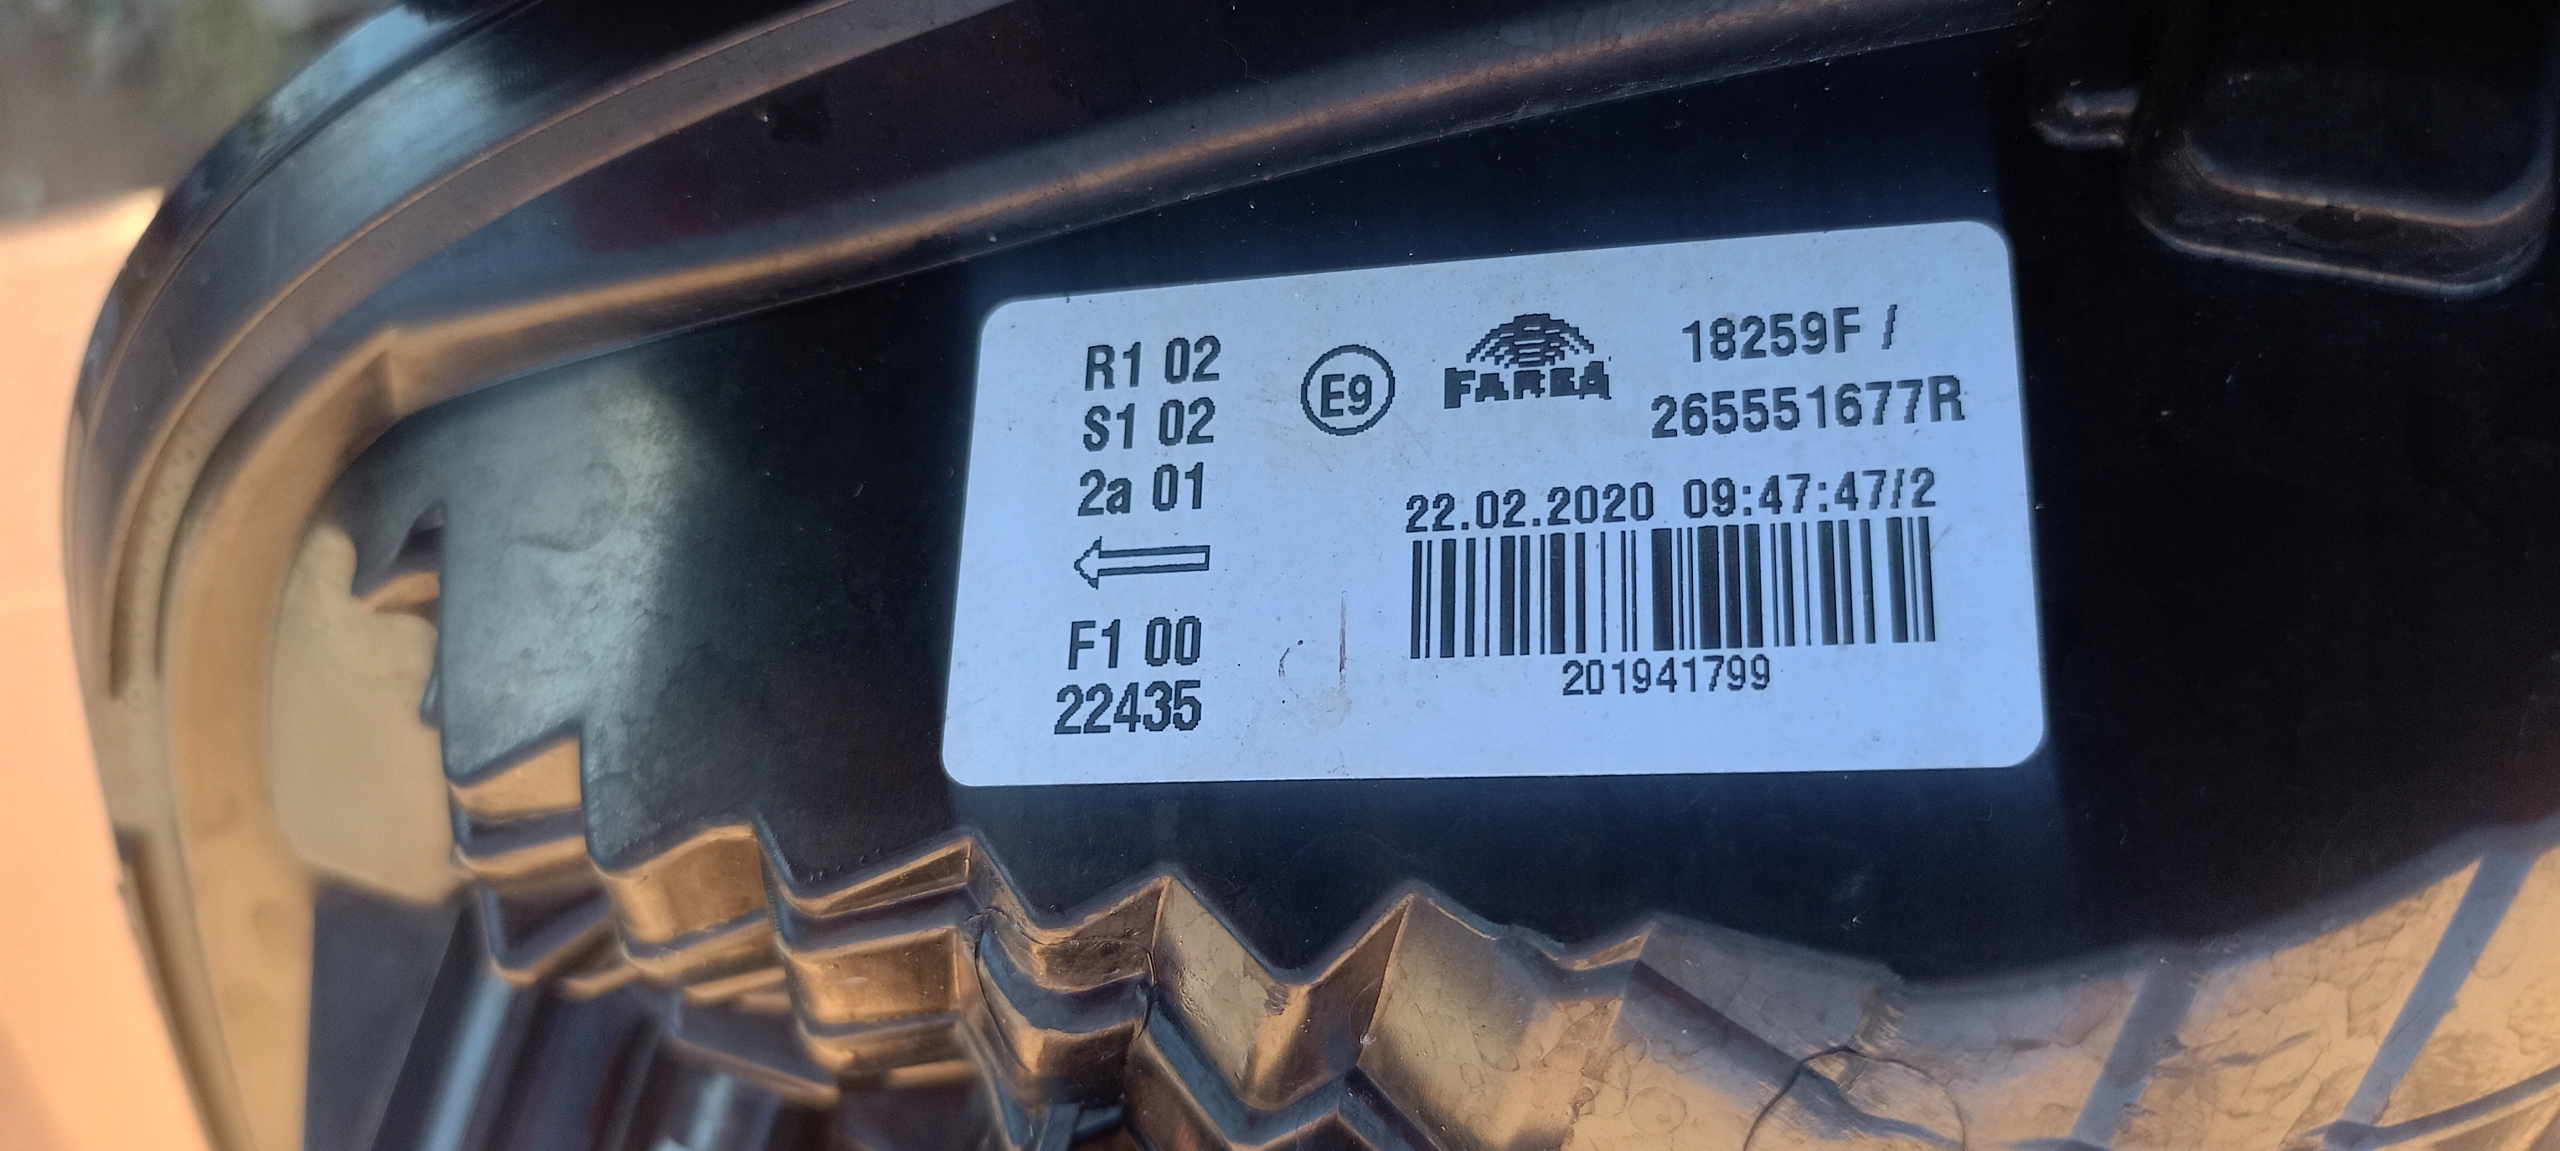 R1 02
S1 02
2a 01
F1 00
22435
E9
FARBA
18259F /
265551677R
22.02.2020 09:47:47/2
201941799